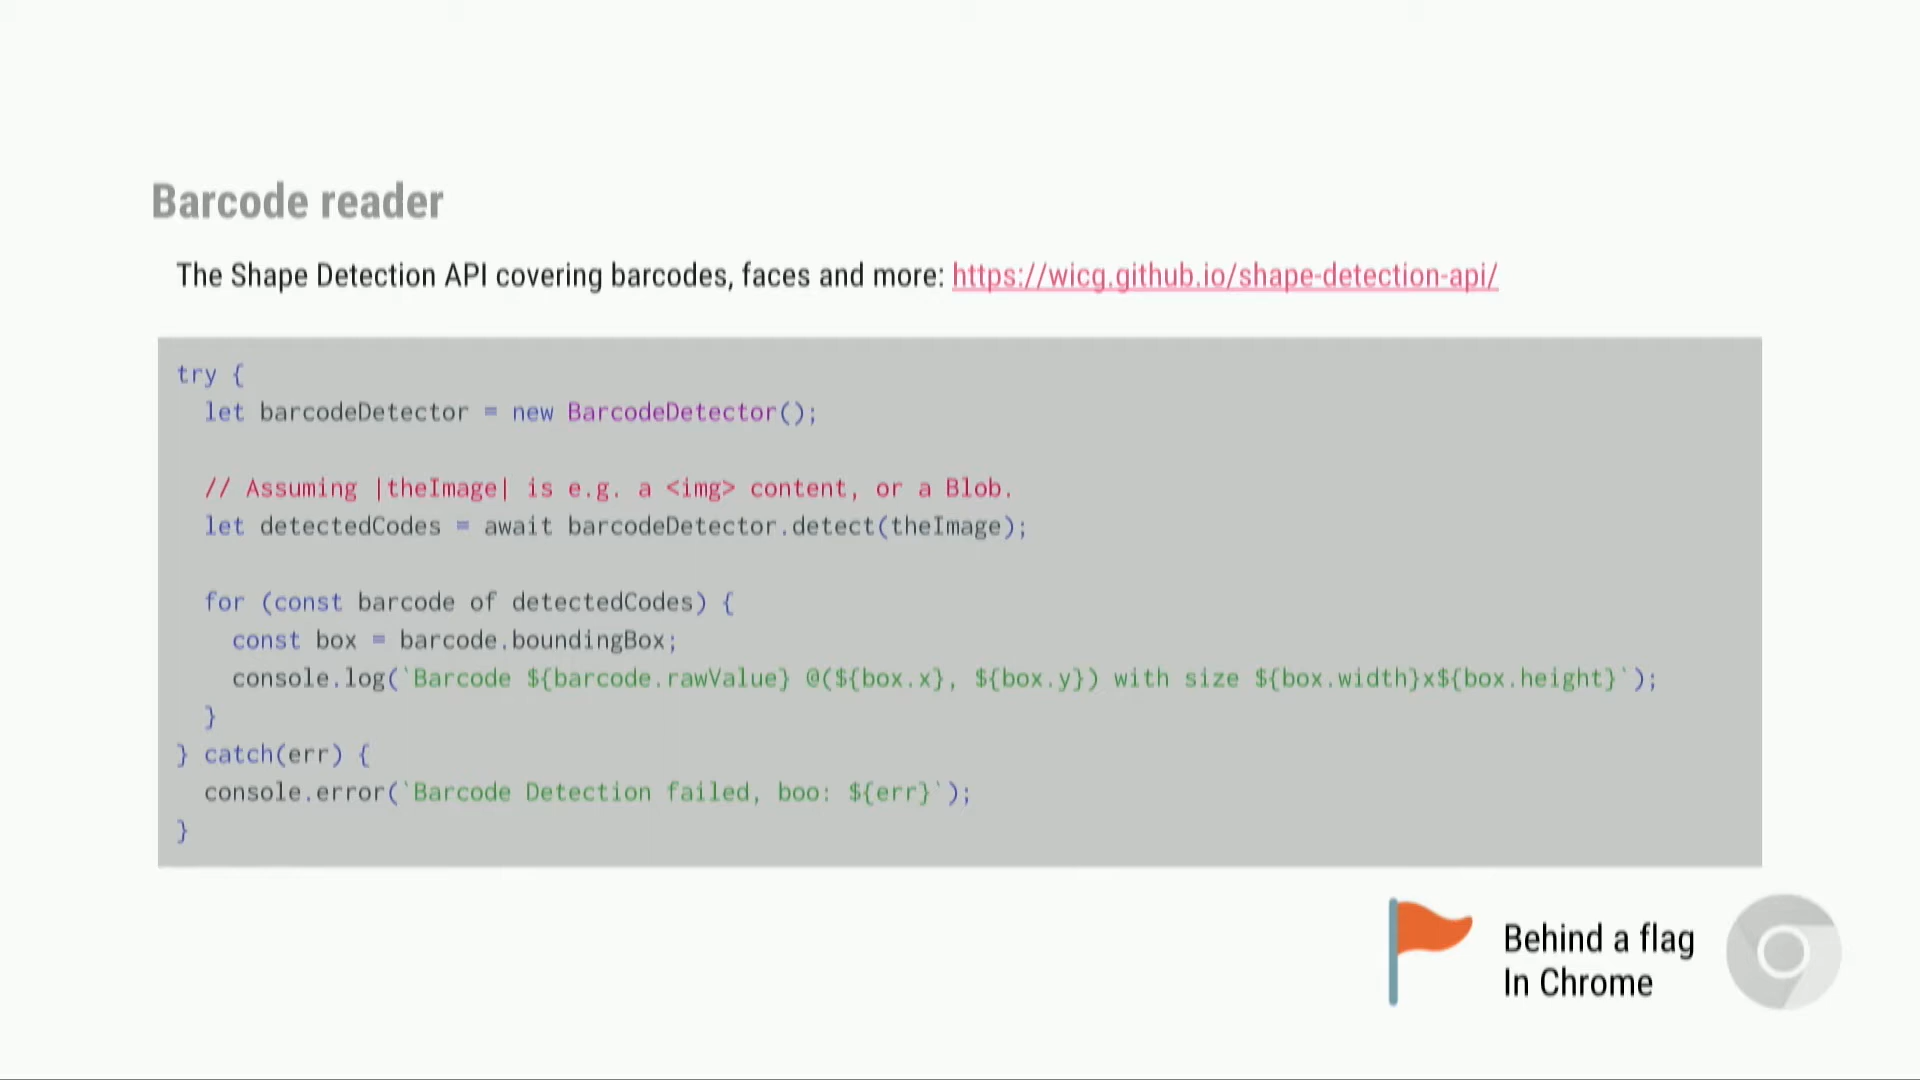 Barcode reader
The Shape Detection API covering barcodes, faces and more: https://wicg.github.io/shape-detection-api/
try {
  let barcodeDetector = new BarcodeDetector();
  // Assuming |theImage| is e.g. a <img> content, or a Blob.
  let detectedCodes = await barcodeDetector.detect(theImage);
  for (const barcode of detectedCodes) {
    const box = barcode.boundingBox;
    console.log(`Barcode ${barcode.rawValue} @(${box.x}, ${box.y}) with size ${box.width}x${box.height}`);
  }
} catch(err) {
  console.error(`Barcode Detection failed, boo: ${err}`);
}
Behind a flag
In Chrome